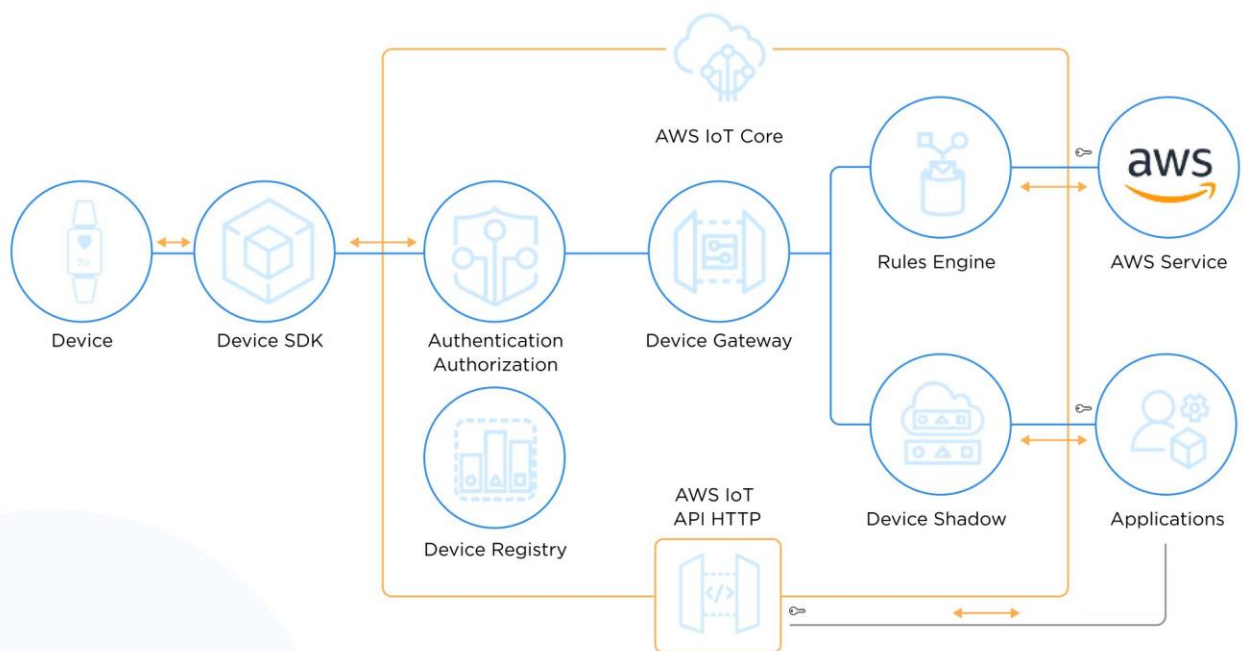 AWS IoT Core
aws
Rules Engine
AWS Service
Device
Device SDK
Authentication
Authorization
Device Gateway
Device Registry
AWS IoT
API HTTP
</>
Device Shadow
Applications